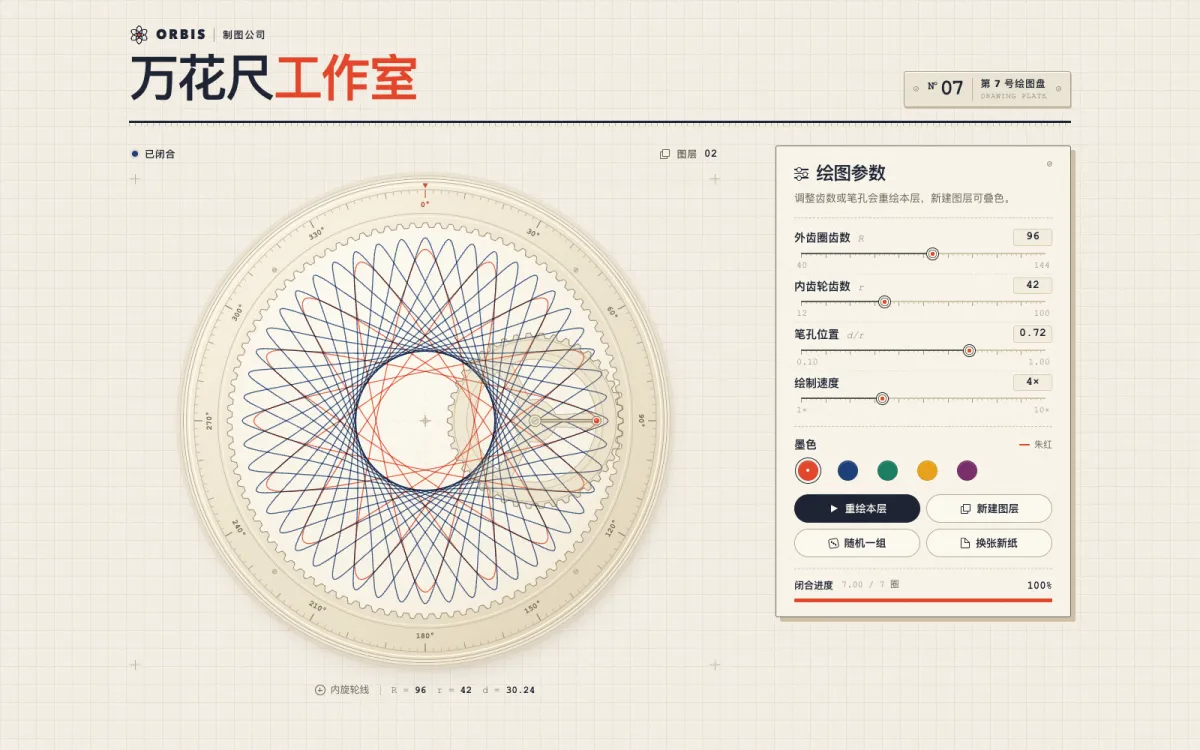 ORBIS 制图公司
万花尺工作室
Nº 07 第 7 号绘图盘
DRAWING PLATE
已闭合
图层 02
0°
30°
60°
90°
120°
150°
180°
210°
240°
270°
300°
330°
内旋轮线 R = 96 r = 42 d = 30.24
绘图参数
调整齿数或笔孔会重绘本层，新建图层可叠色。
外齿圈齿数 R 96
40 144
内齿轮齿数 r 42
12 100
笔孔位置 d/r 0.72
0.10 1.00
绘制速度 4×
1× 10×
墨色 朱红
重绘本层 新建图层
随机一组 换张新纸
闭合进度 7.00 / 7 圈 100%